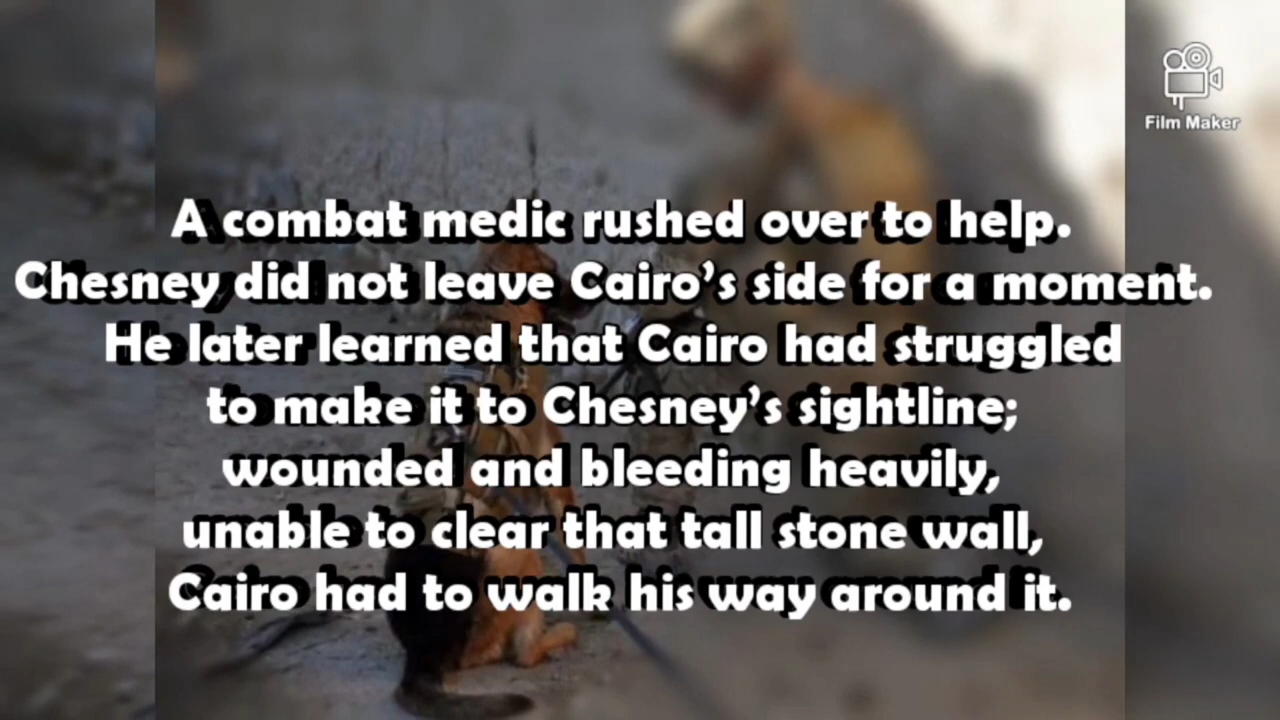 Film Maker
A combat medic rushed over to help.
Chesney did not leave Cairo’s side for a moment.
He later learned that Cairo had struggled
to make it to Chesney’s sightline;
wounded and bleeding heavily,
unable to clear that tall stone wall,
Cairo had to walk his way around it.